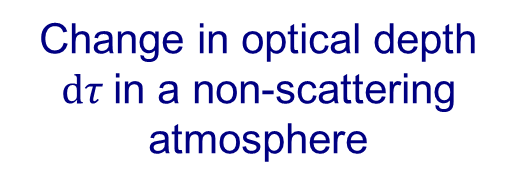 Change in optical depth
dτ in a non-scattering
atmosphere